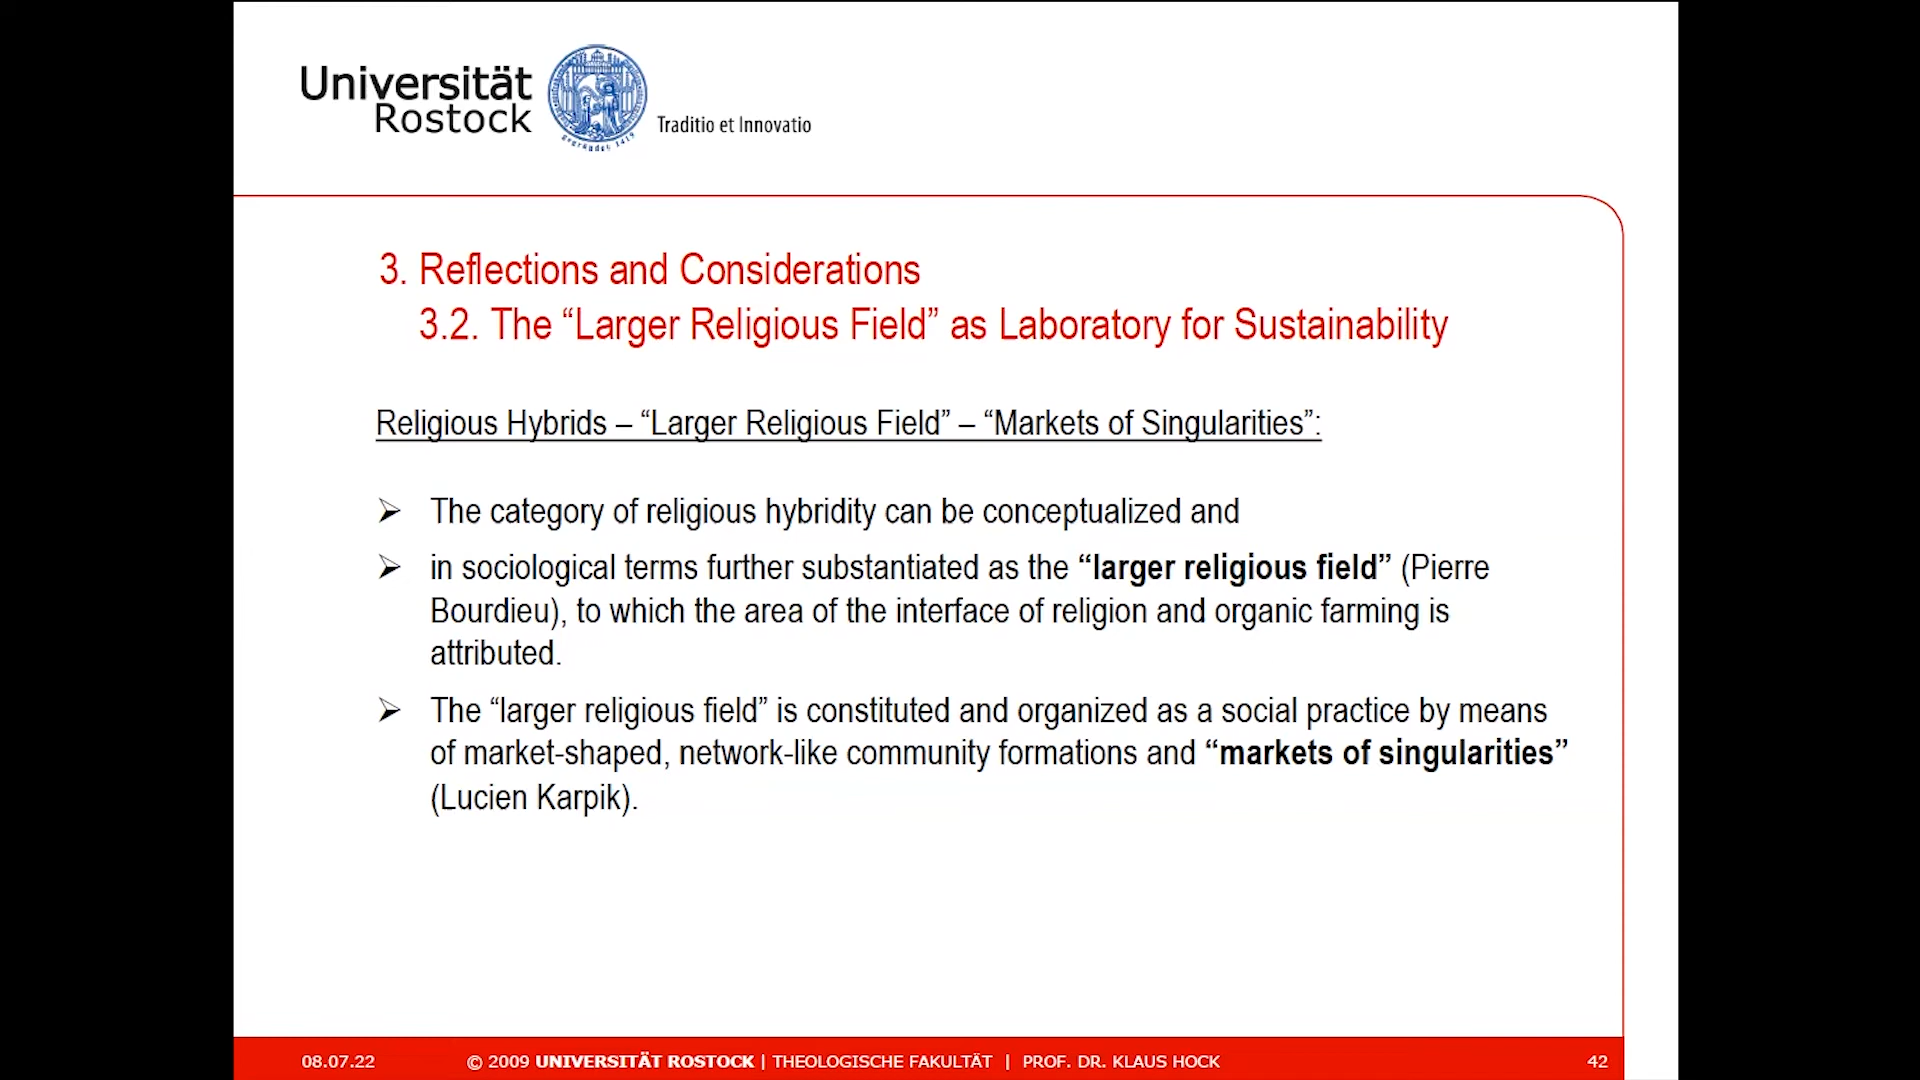 Universität
Rostock
Traditio et Innovatio
gegründet 1419
3. Reflections and Considerations
3.2. The “Larger Religious Field” as Laboratory for Sustainability
Religious Hybrids – “Larger Religious Field” – “Markets of Singularities”:
➢ The category of religious hybridity can be conceptualized and
➢ in sociological terms further substantiated as the “larger religious field” (Pierre
Bourdieu), to which the area of the interface of religion and organic farming is
attributed.
➢ The “larger religious field” is constituted and organized as a social practice by means
of market-shaped, network-like community formations and “markets of singularities”
(Lucien Karpik).
08.07.22 © 2009 UNIVERSITÄT ROSTOCK | THEOLOGISCHE FAKULTÄT | PROF. DR. KLAUS HOCK 42